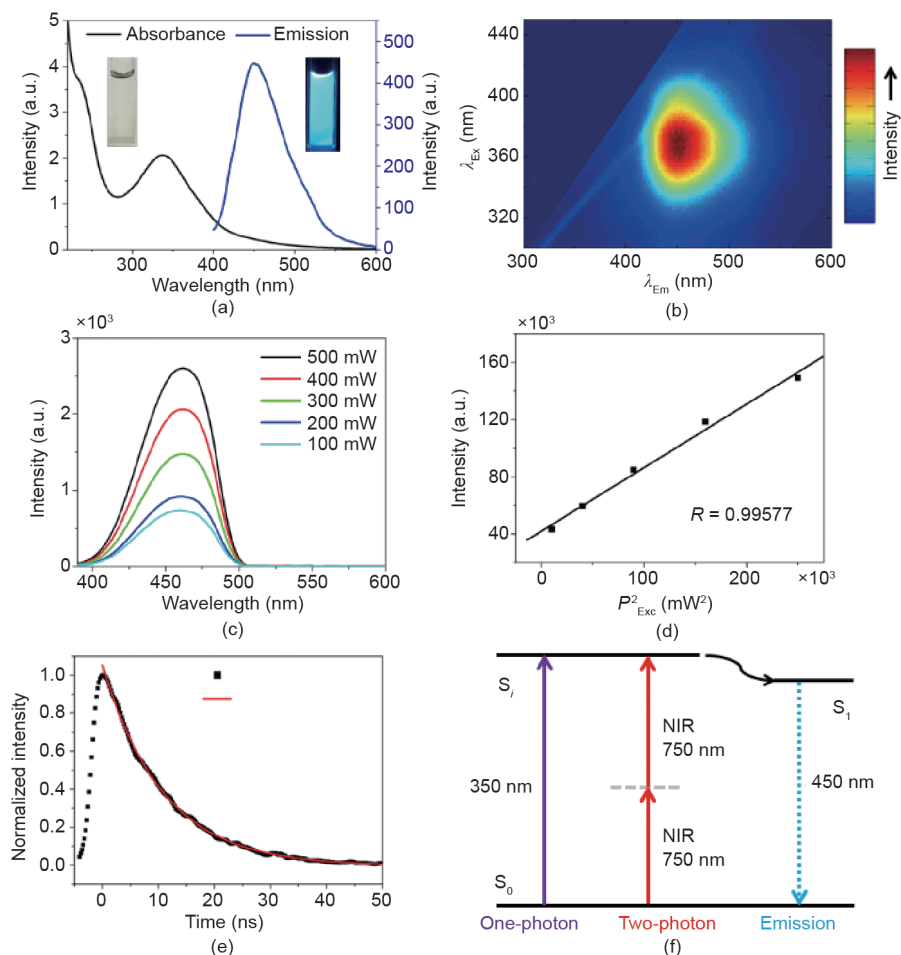 Absorbance
Emission
Intensity (a.u.)
5
4
3
2
1
0
500
400
300
200
100
0
Intensity (a.u.)
300 400 500 600
Wavelength (nm)
(a)
440
400
360
320
λEx (nm)
300 400 500 600
λEm (nm)
Intensity
(b)
×10³
3
2
1
0
Intensity (a.u.)
500 mW
400 mW
300 mW
200 mW
100 mW
400 450 500 550 600
Wavelength (nm)
(c)
×10³
160
120
80
40
Intensity (a.u.)
R = 0.99577
0 100 200 ×10³
P²Exc (mW²)
(d)
1.0
0.8
0.6
0.4
0.2
0.0
Normalized intensity
0 10 20 30 40 50
Time (ns)
(e)
Si
S1
NIR
750 nm
350 nm
450 nm
NIR
750 nm
S0
One-photon Two-photon Emission
(f)